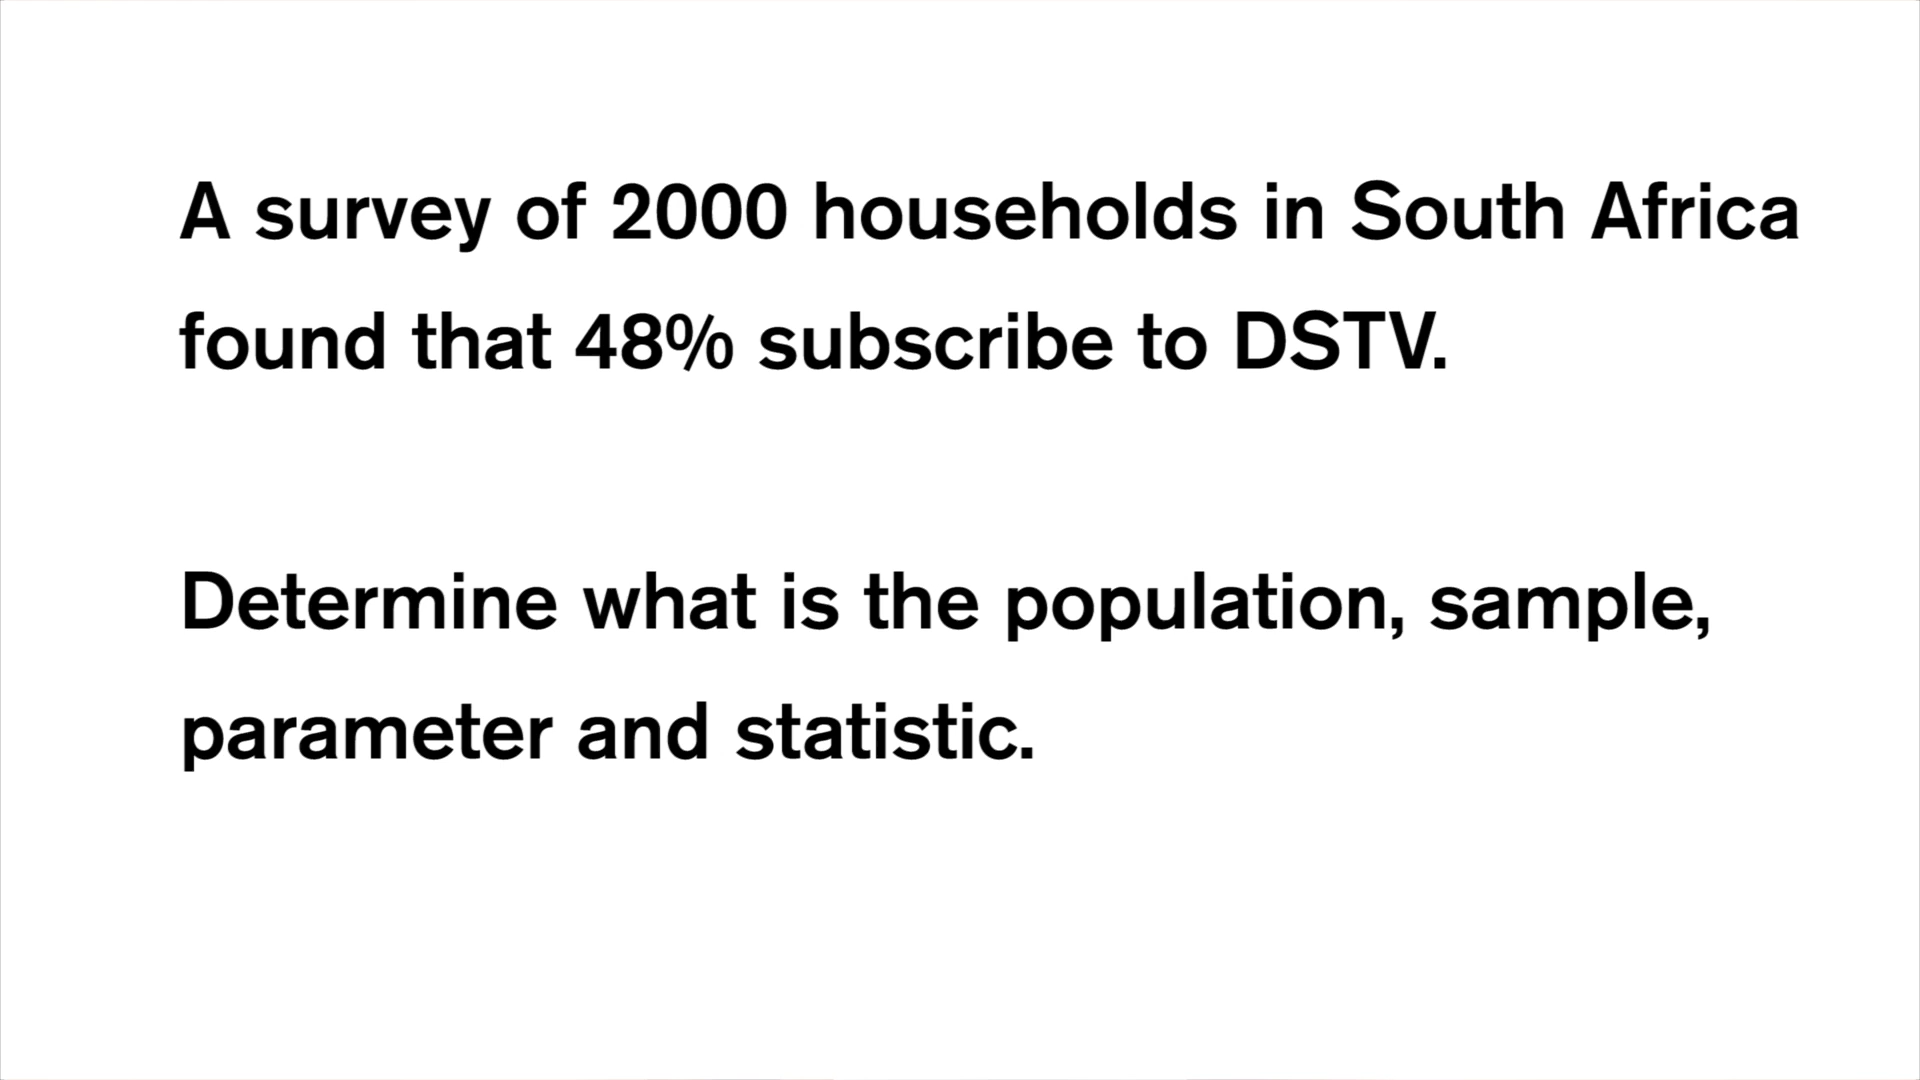 A survey of 2000 households in South Africa
found that 48% subscribe to DSTV.
Determine what is the population, sample,
parameter and statistic.